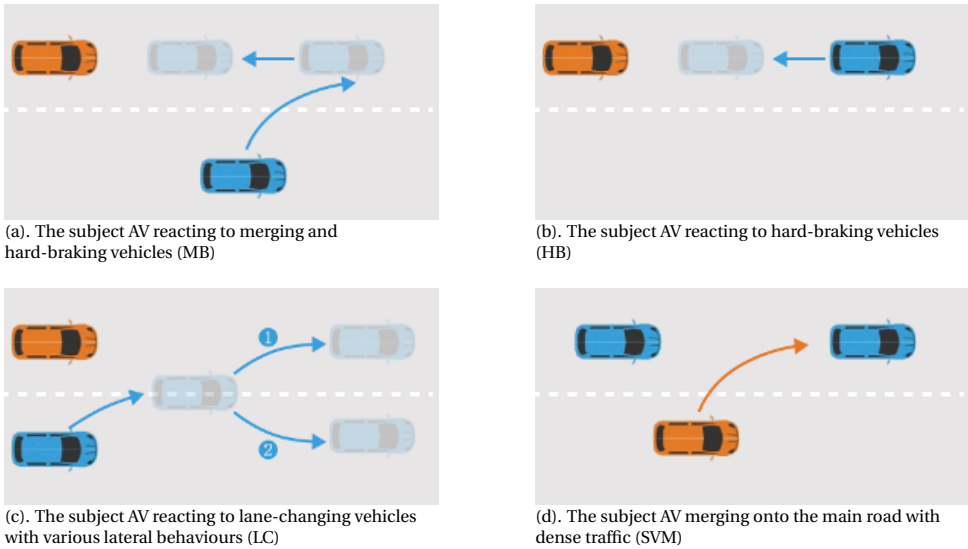 (a). The subject AV reacting to merging and
hard-braking vehicles (MB)
(b). The subject AV reacting to hard-braking vehicles
(HB)
1
2
(c). The subject AV reacting to lane-changing vehicles
with various lateral behaviours (LC)
(d). The subject AV merging onto the main road with
dense traffic (SVM)